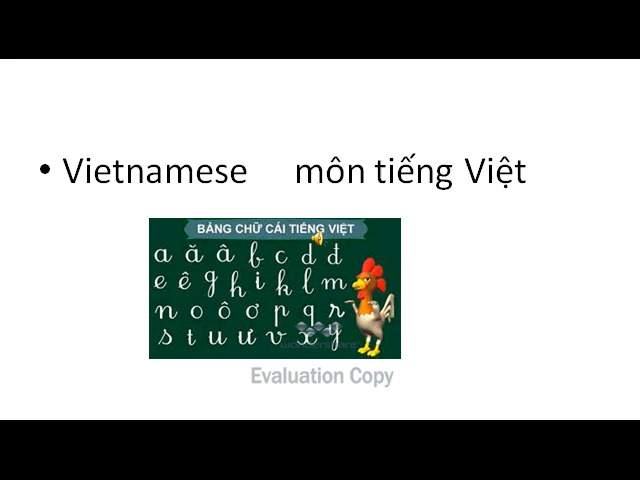 • Vietnamese môn tiếng Việt
BẢNG CHỮ CÁI TIẾNG VIỆT
a ă â b c d đ
e ê g h i k l m
n o ô ơ p q r
s t u ư v x y
Evaluation Copy